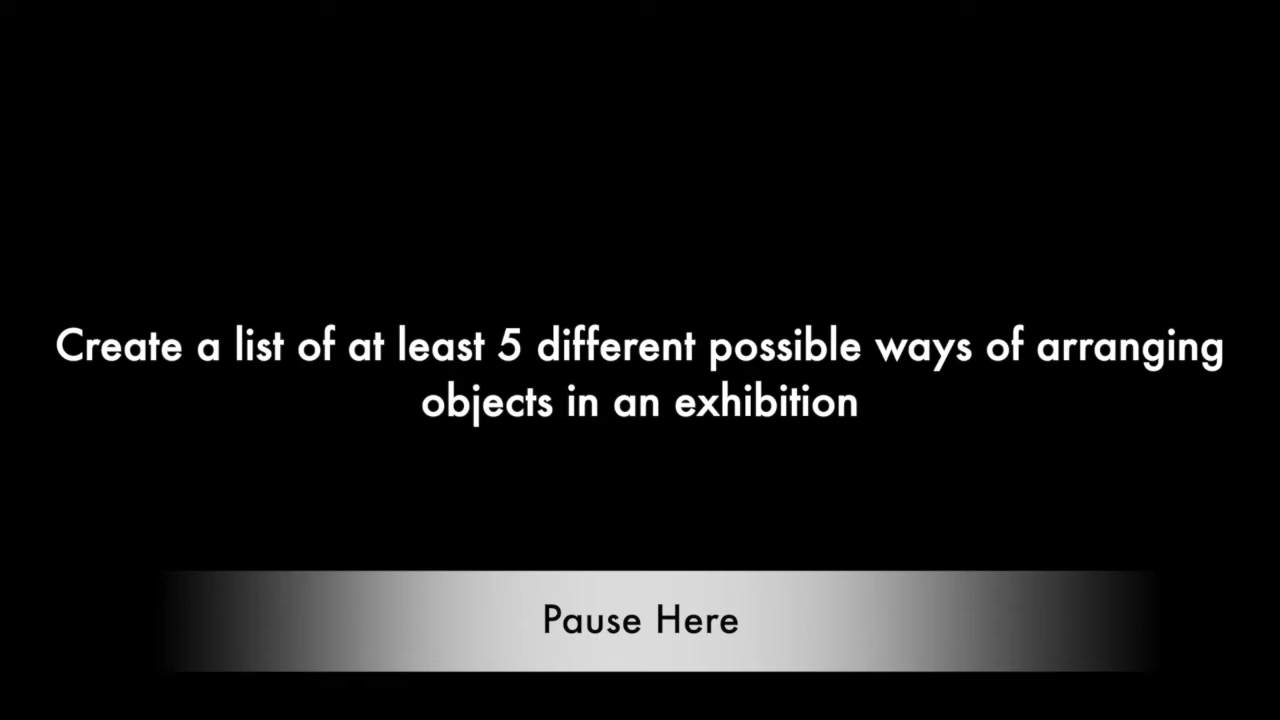 Create a list of at least 5 different possible ways of arranging
objects in an exhibition
Pause Here